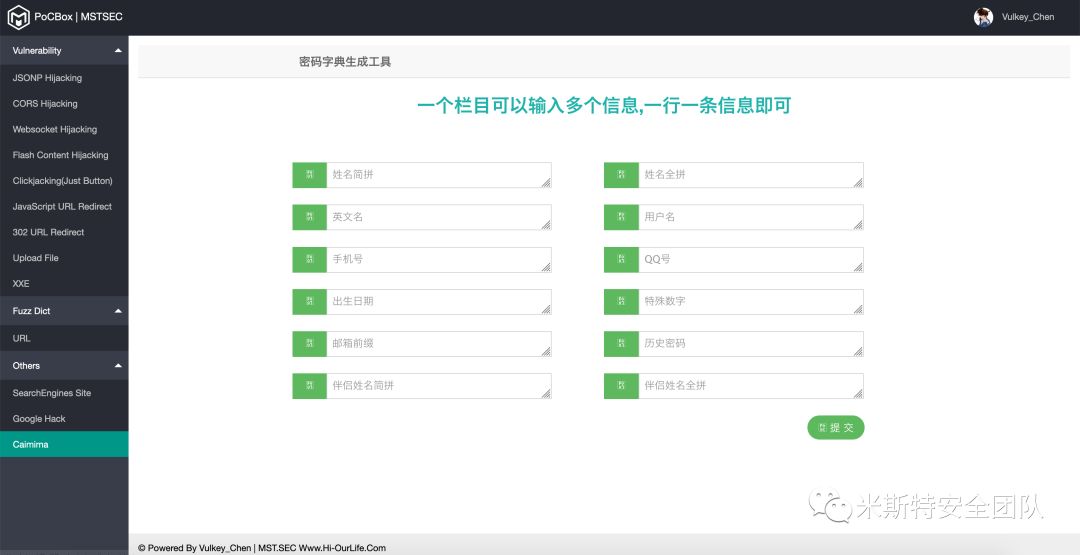 PoCBox | MSTSEC
Vulkey_Chen
Vulnerability
JSONP Hijacking
CORS Hijacking
Websocket Hijacking
Flash Content Hijacking
Clickjacking(Just Button)
JavaScript URL Redirect
302 URL Redirect
Upload File
XXE
Fuzz Dict
URL
Others
SearchEngines Site
Google Hack
Caimima
密码字典生成工具
一个栏目可以输入多个信息,一行一条信息即可
姓名简拼
姓名全拼
英文名
用户名
手机号
QQ号
出生日期
特殊数字
邮箱前缀
历史密码
伴侣姓名简拼
伴侣姓名全拼
提 交
米斯特安全团队
© Powered By Vulkey_Chen | MST.SEC Www.Hi-OurLife.Com